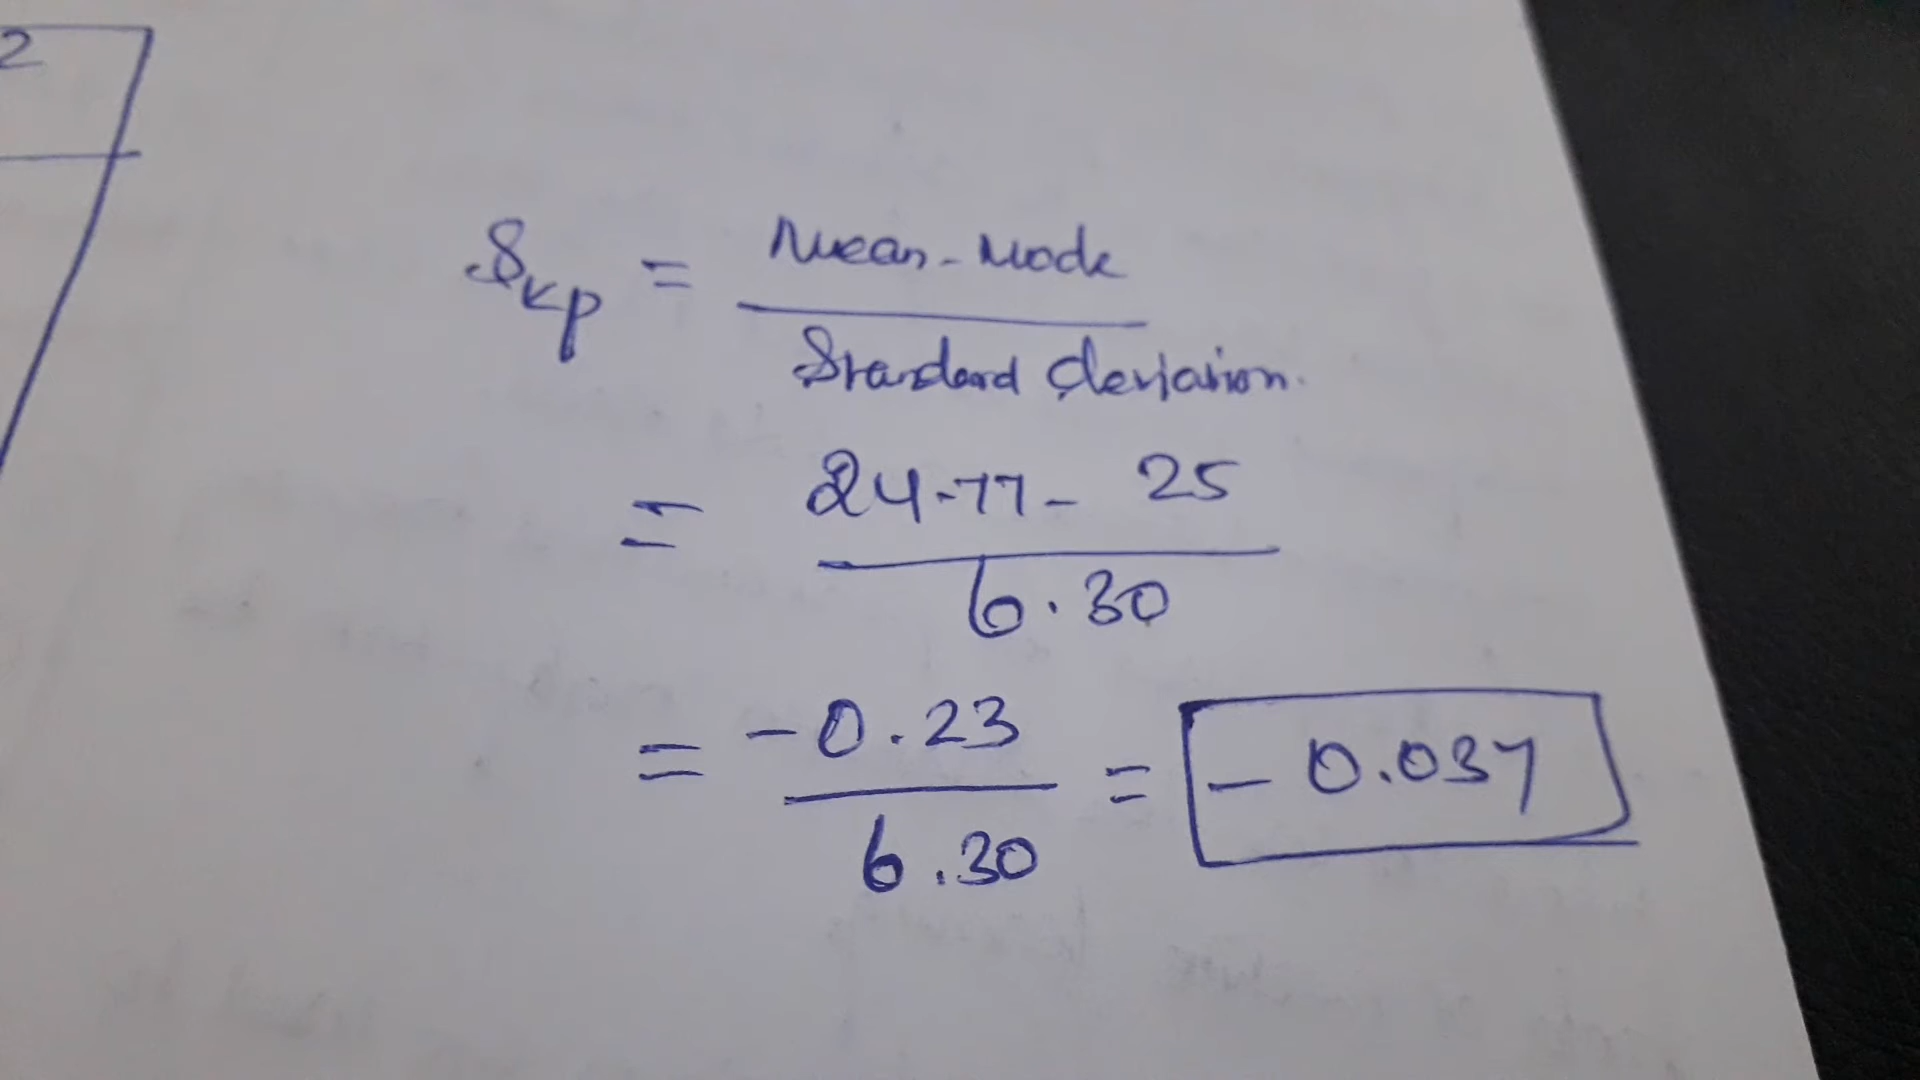 2
Skp = Mean - Mode
Standard deviation.
= 24.77 - 25
6.30
= -0.23 = - 0.037
6.30